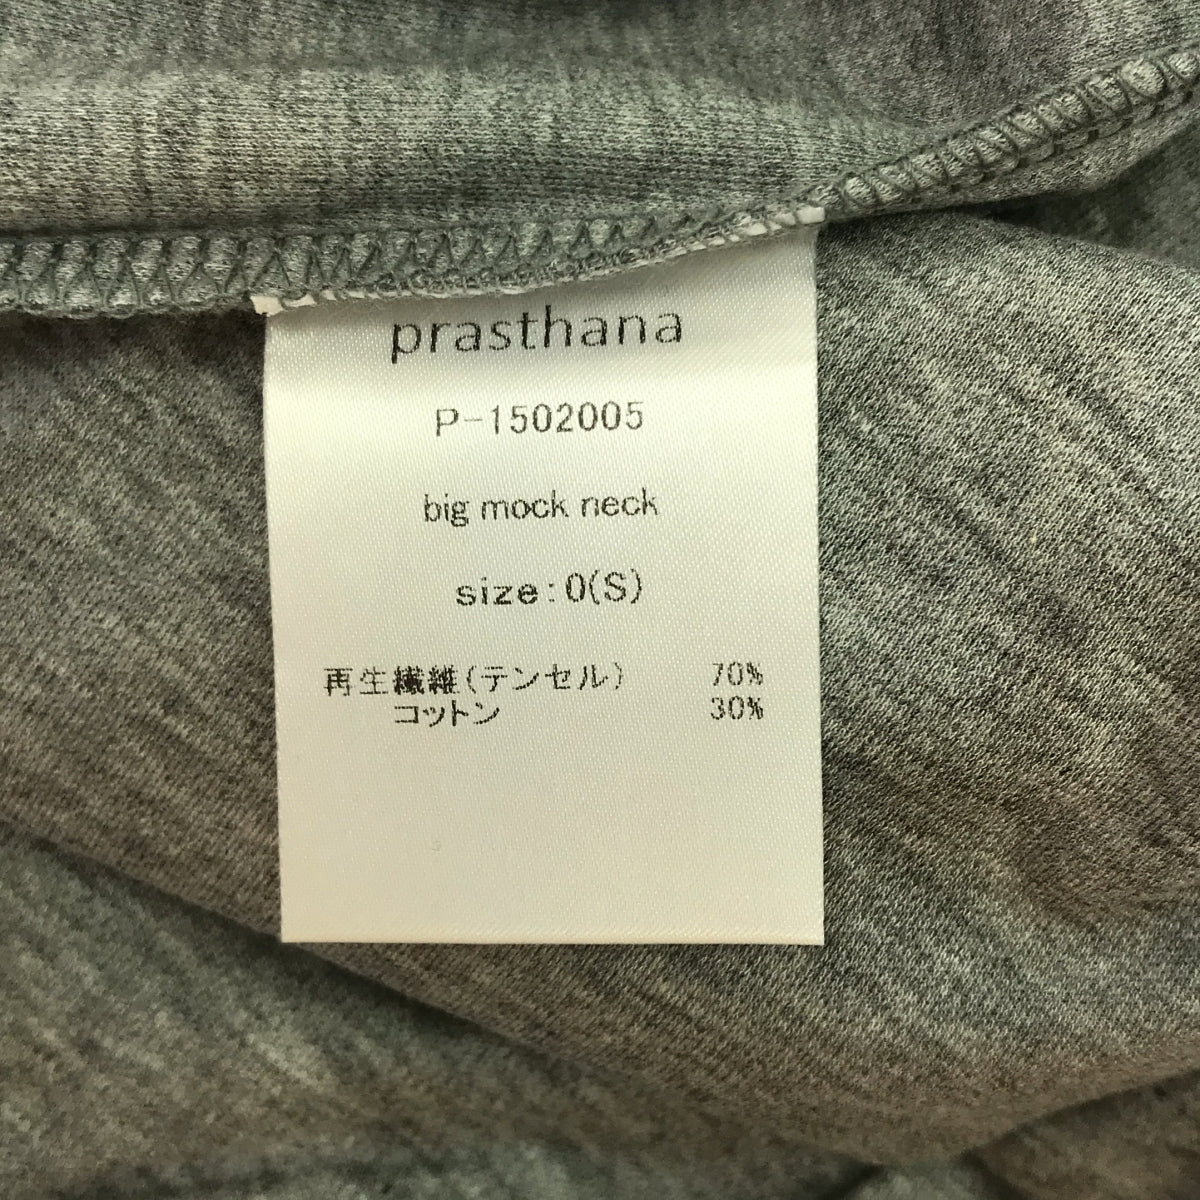 prasthana
P-1502005
big mock neck
size:0(S)
再生繊維(テンセル) 70%
コットン 30%